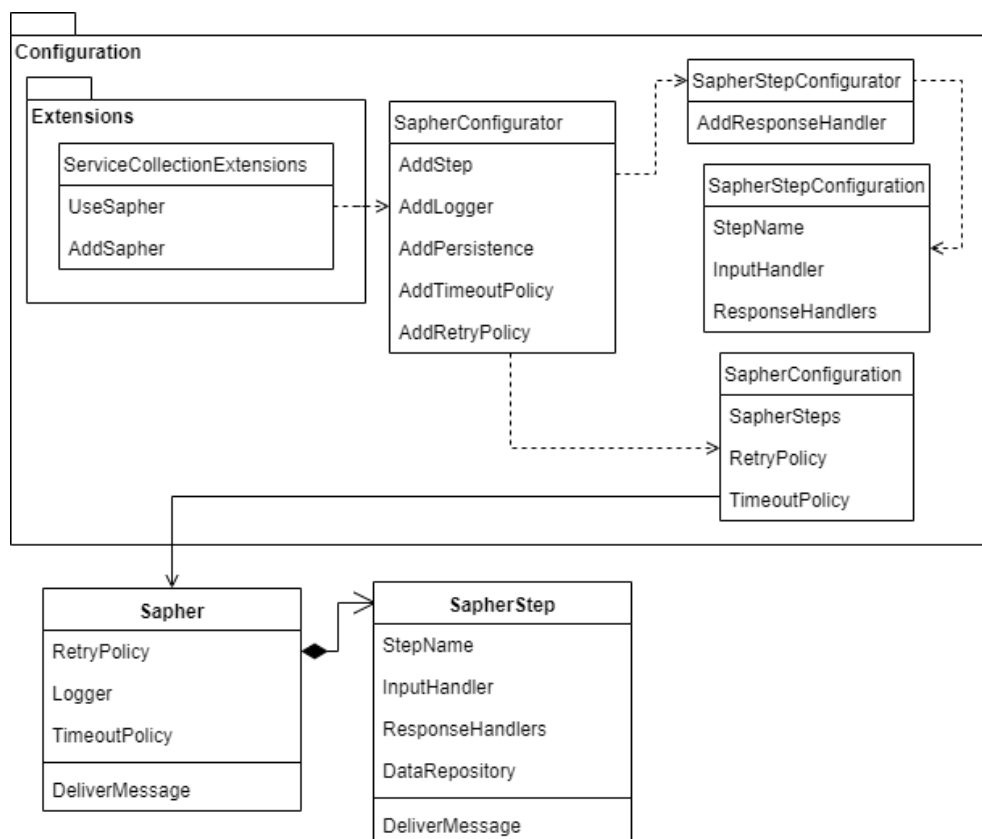 Configuration
Extensions
ServiceCollectionExtensions
UseSapher
AddSapher
SapherConfigurator
AddStep
AddLogger
AddPersistence
AddTimeoutPolicy
AddRetryPolicy
SapherStepConfigurator
AddResponseHandler
SapherStepConfiguration
StepName
InputHandler
ResponseHandlers
SapherConfiguration
SapherSteps
RetryPolicy
TimeoutPolicy
Sapher
RetryPolicy
Logger
TimeoutPolicy
DeliverMessage
SapherStep
StepName
InputHandler
ResponseHandlers
DataRepository
DeliverMessage